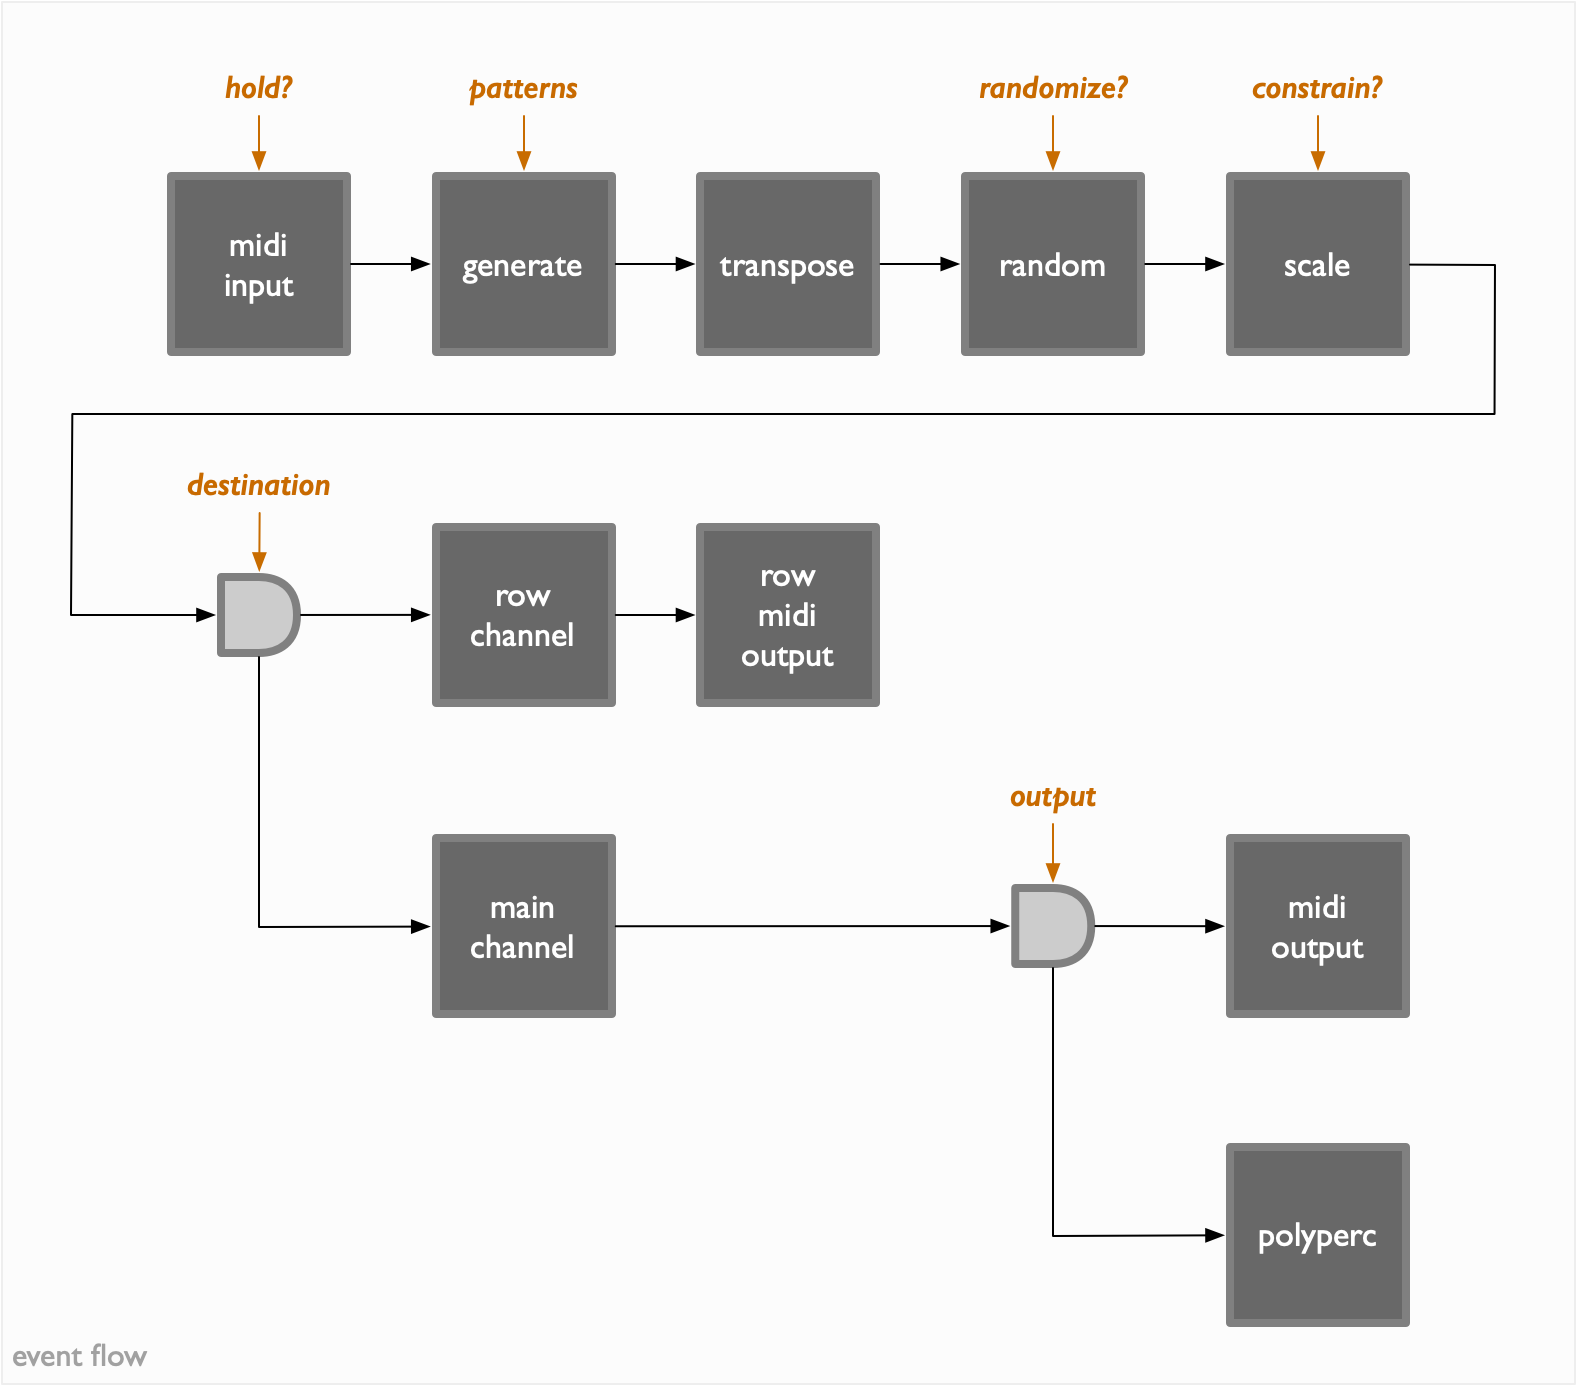 hold?
patterns
randomize?
constrain?
midi
input
generate
transpose
random
scale
destination
row
channel
row
midi
output
output
main
channel
midi
output
polyperc
event flow